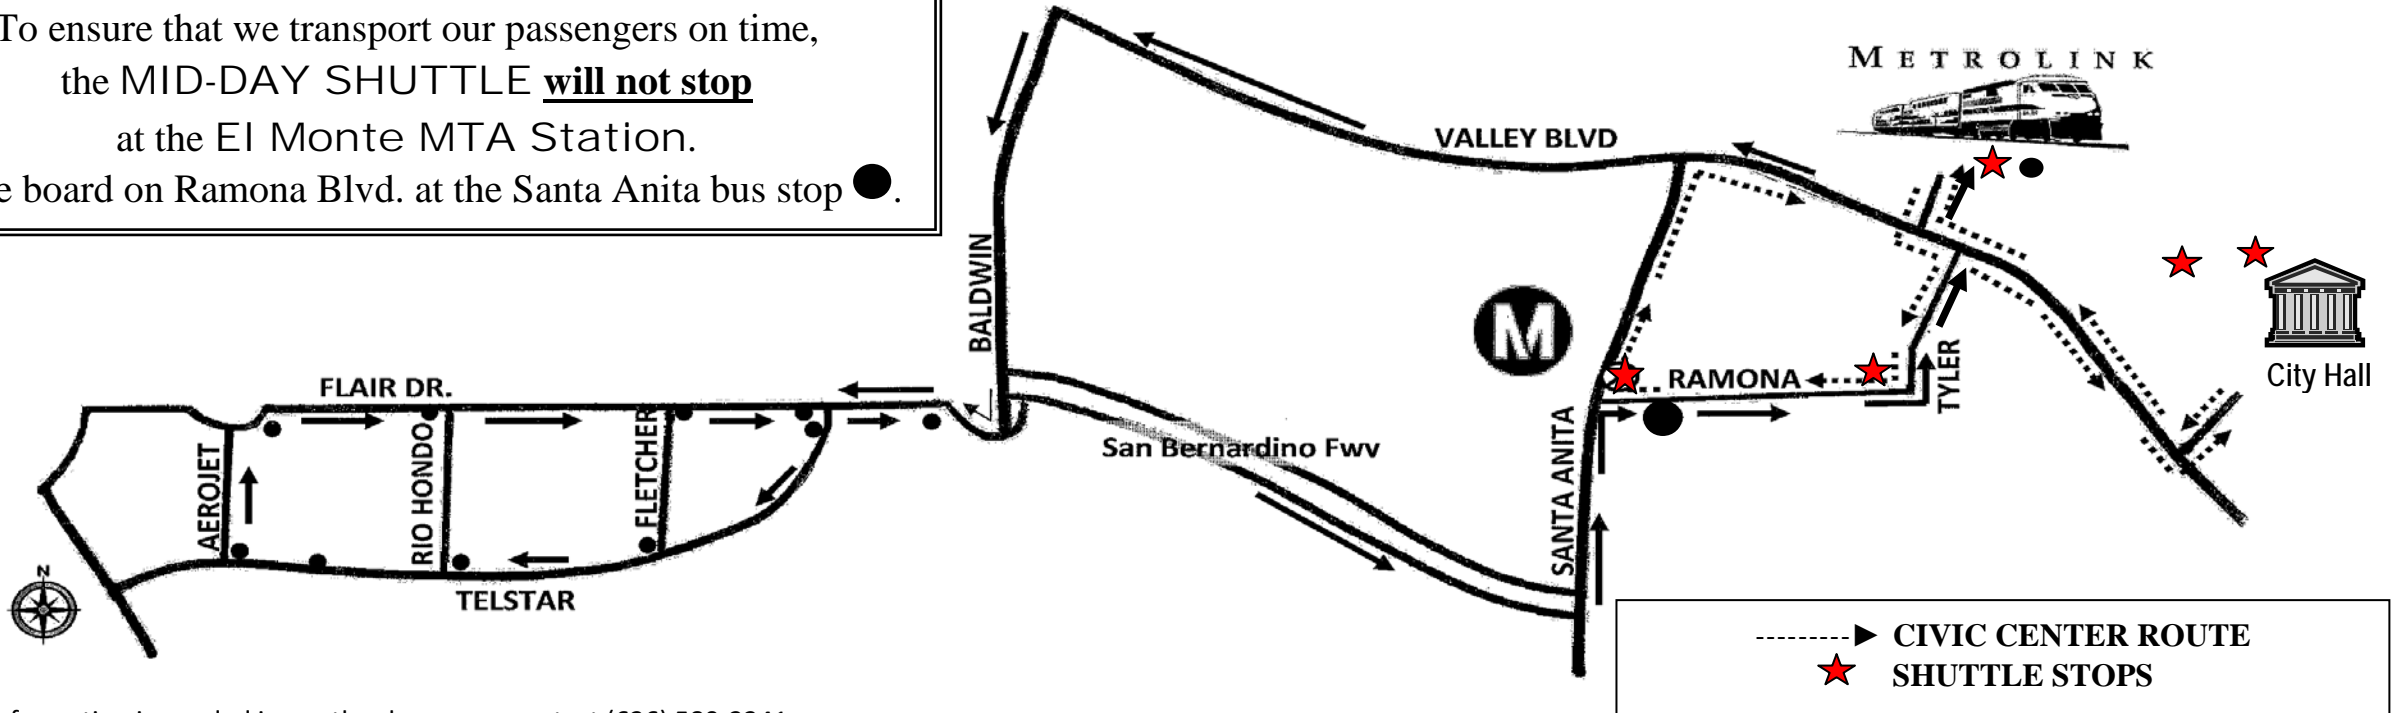 To ensure that we transport our passengers on time,
the MID-DAY SHUTTLE will not stop
at the El Monte MTA Station.
board on Ramona Blvd. at the Santa Anita bus stop .
METROLINK
VALLEY BLVD
BALDWIN
M
City Hall
RAMONA
TYLER
FLAIR DR.
San Bernardino Fwy
SANTA ANITA
AEROJET
RIO HONDO
FLETCHER
TELSTAR
N
CIVIC CENTER ROUTE
SHUTTLE STOPS